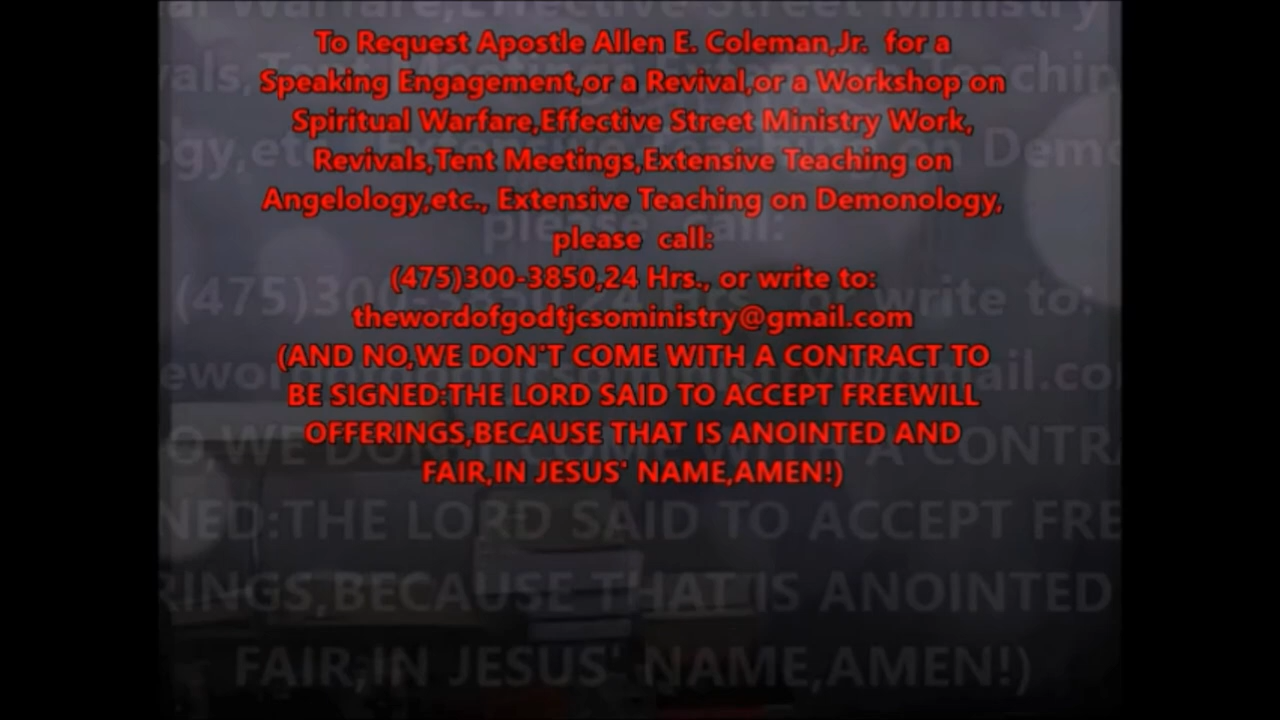 To Request Apostle Allen E. Coleman,Jr.  for a
Speaking Engagement,or a Revival,or a Workshop on
Spiritual Warfare,Effective Street Ministry Work,
Revivals,Tent Meetings,Extensive Teaching on
Angelology,etc., Extensive Teaching on Demonology,
please  call:
(475)300-3850,24 Hrs., or write to:
thewordofgodtjcsoministry@gmail.com
(AND NO,WE DON'T COME WITH A CONTRACT TO
BE SIGNED:THE LORD SAID TO ACCEPT FREEWILL
OFFERINGS,BECAUSE THAT IS ANOINTED AND
FAIR,IN JESUS' NAME,AMEN!)